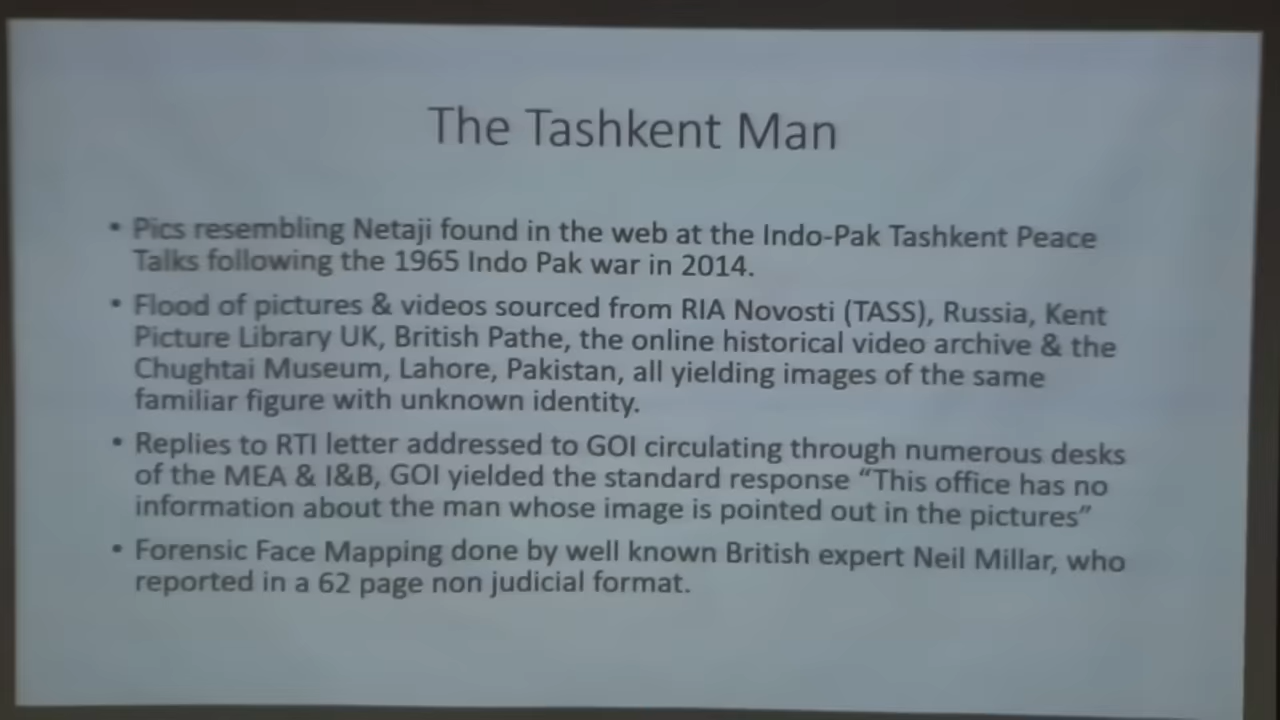 The Tashkent Man
• Pics resembling Netaji found in the web at the Indo-Pak Tashkent Peace
Talks following the 1965 Indo Pak war in 2014.
• Flood of pictures & videos sourced from RIA Novosti (TASS), Russia, Kent
Picture Library UK, British Pathe, the online historical video archive & the
Chughtai Museum, Lahore, Pakistan, all yielding images of the same
familiar figure with unknown identity.
• Replies to RTI letter addressed to GOI circulating through numerous desks
of the MEA & I&B, GOI yielded the standard response “This office has no
information about the man whose image is pointed out in the pictures”
• Forensic Face Mapping done by well known British expert Neil Millar, who
reported in a 62 page non judicial format.